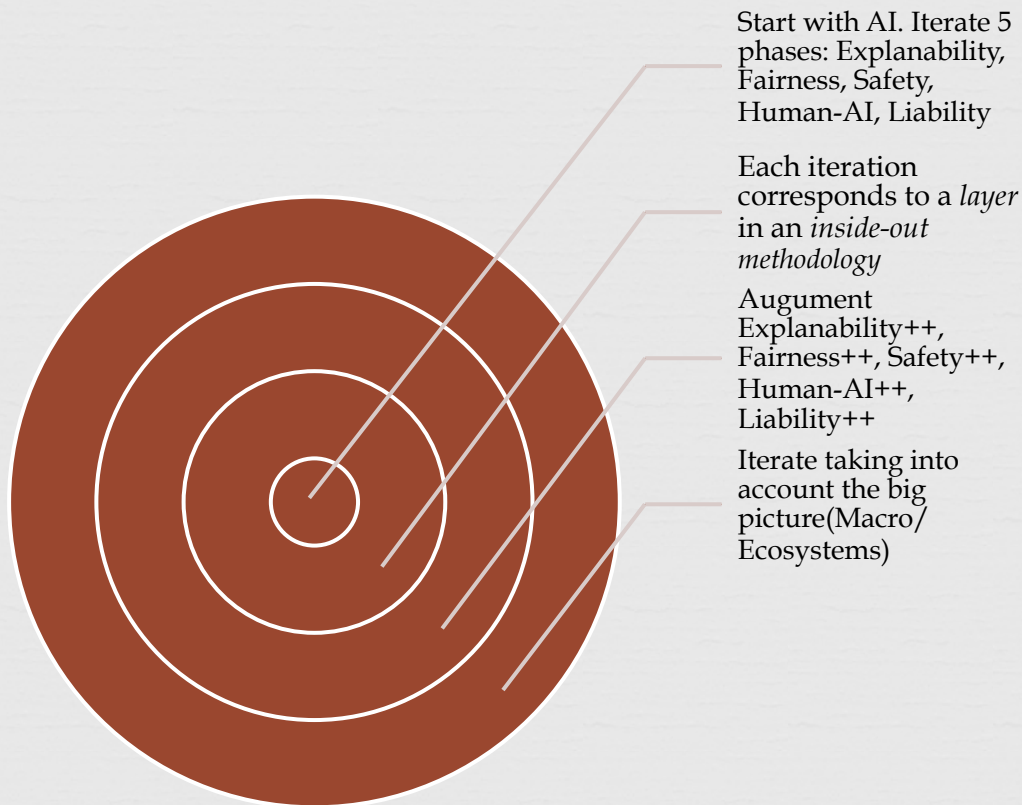 Start with AI. Iterate 5
phases: Explanability,
Fairness, Safety,
Human-AI, Liability
Each iteration
corresponds to a layer
in an inside-out
methodology
Augument
Explanability++,
Fairness++, Safety++,
Human-AI++,
Liability++
Iterate taking into
account the big
picture(Macro/
Ecosystems)